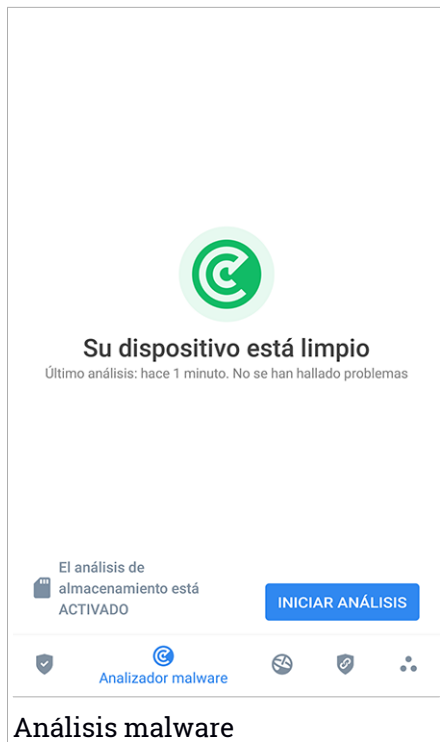 Su dispositivo está limpio
Último análisis: hace 1 minuto. No se han hallado problemas
El análisis de
almacenamiento está
ACTIVADO
INICIAR ANÁLISIS
Analizador malware
Análisis malware